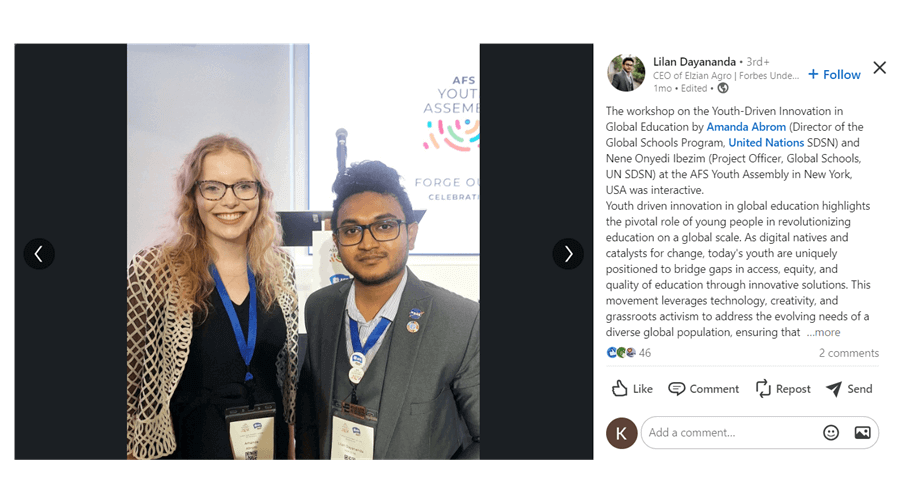 AFS
YOUT
ASSEMB
FORGE OU
CELEBRATI
Lilan Dayananda • 3rd+
CEO of Elzian Agro | Forbes Unde...
1mo • Edited •
+ Follow
The workshop on the Youth-Driven Innovation in
Global Education by Amanda Abrom (Director of the
Global Schools Program, United Nations SDSN) and
Nene Onyedi Ibezim (Project Officer, Global Schools,
UN SDSN) at the AFS Youth Assembly in New York,
USA was interactive.
Youth driven innovation in global education highlights
the pivotal role of young people in revolutionizing
education on a global scale. As digital natives and
catalysts for change, today's youth are uniquely
positioned to bridge gaps in access, equity, and
quality of education through innovative solutions. This
movement leverages technology, creativity, and
grassroots activism to address the evolving needs of a
diverse global population, ensuring that ...more
46
2 comments
Like
Comment
Repost
Send
K
Add a comment...